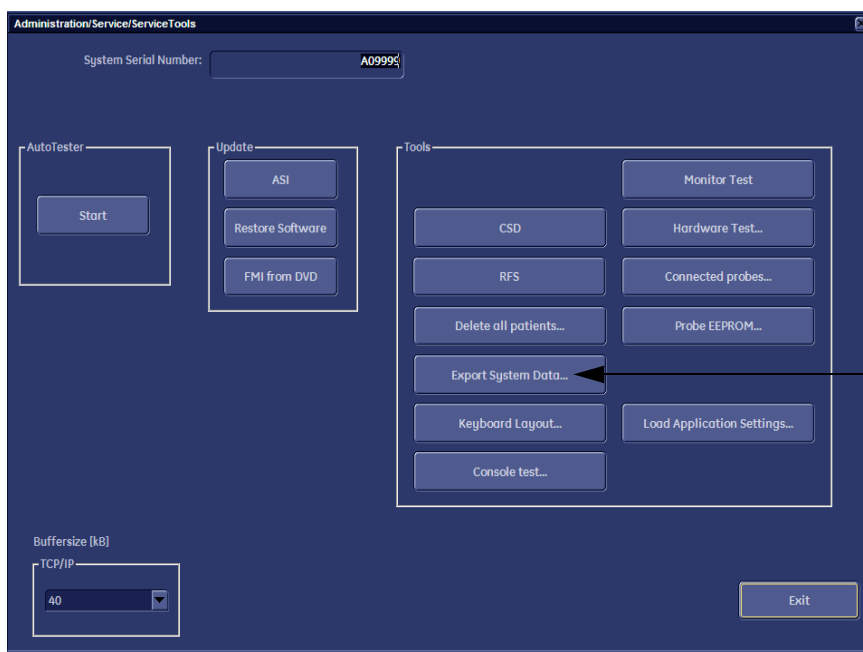 Administration/Service/ServiceTools
System Serial Number:
A09999
AutoTester
Start
Update
ASI
Restore Software
FMI from DVD
Tools
Monitor Test
CSD
Hardware Test...
RFS
Connected probes...
Delete all patients...
Probe EEPROM...
Export System Data...
Keyboard Layout...
Load Application Settings...
Console test...
Buffersize [kB]
TCP/IP
40
Exit